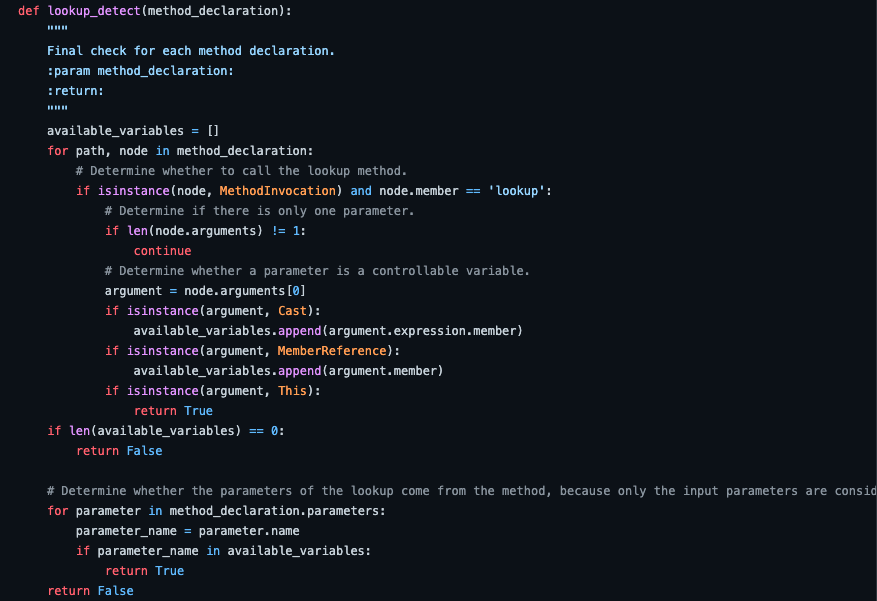 def lookup_detect(method_declaration):
    """
    Final check for each method declaration.
    :param method_declaration:
    :return:
    """
    available_variables = []
    for path, node in method_declaration:
        # Determine whether to call the lookup method.
        if isinstance(node, MethodInvocation) and node.member == 'lookup':
            # Determine if there is only one parameter.
            if len(node.arguments) != 1:
                continue
            # Determine whether a parameter is a controllable variable.
            argument = node.arguments[0]
            if isinstance(argument, Cast):
                available_variables.append(argument.expression.member)
            if isinstance(argument, MemberReference):
                available_variables.append(argument.member)
            if isinstance(argument, This):
                return True
    if len(available_variables) == 0:
        return False
    # Determine whether the parameters of the lookup come from the method, because only the input parameters are consid
    for parameter in method_declaration.parameters:
        parameter_name = parameter.name
        if parameter_name in available_variables:
            return True
    return False